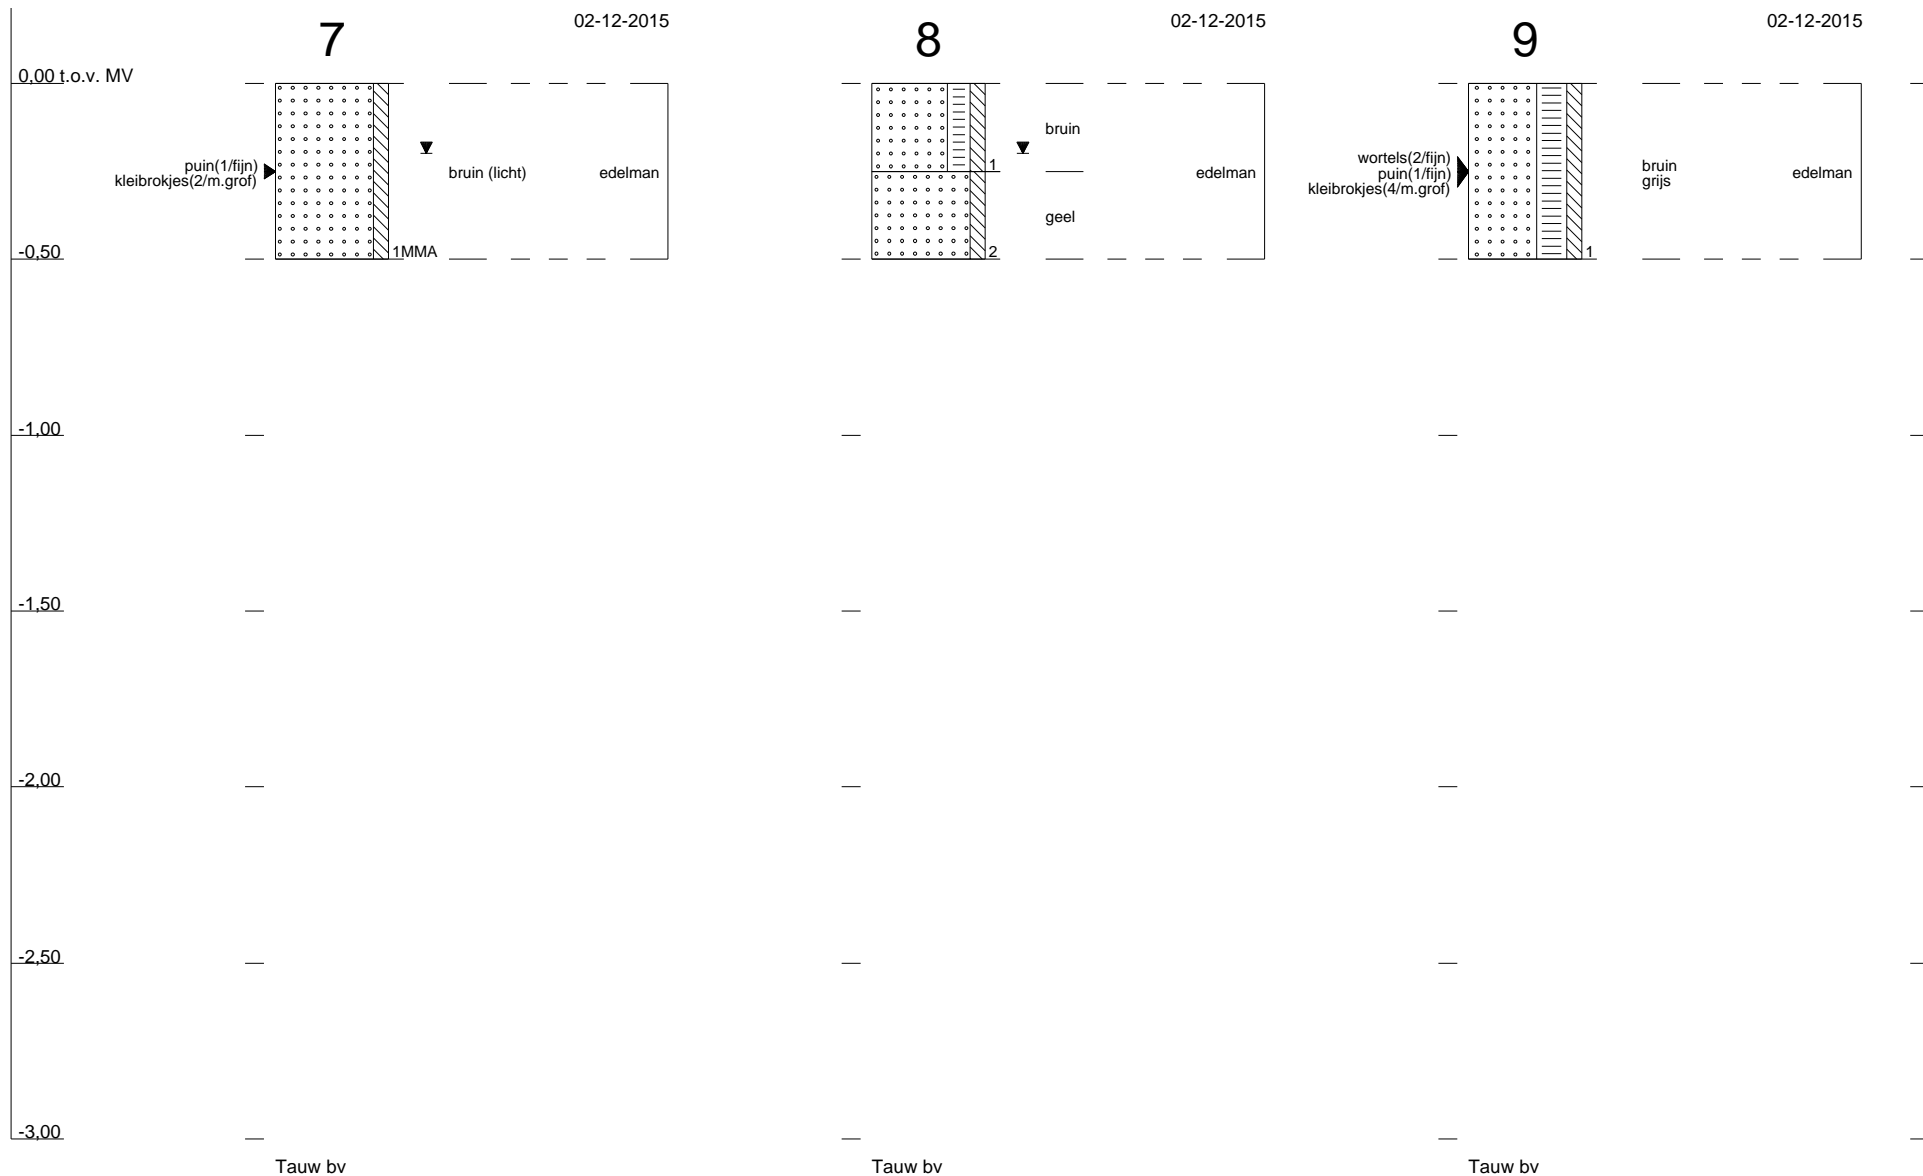 7
02-12-2015
8
02-12-2015
9
02-12-2015
0,00 t.o.v. MV
puin(1/fijn)
kleibrokjes(2/m.grof)
bruin (licht)
edelman
1MMA
bruin
1
geel
2
edelman
wortels(2/fijn)
puin(1/fijn)
kleibrokjes(4/m.grof)
bruin
grijs
edelman
1
-0,50
-1,00
-1,50
-2,00
-2,50
-3,00
Tauw bv
Tauw bv
Tauw bv